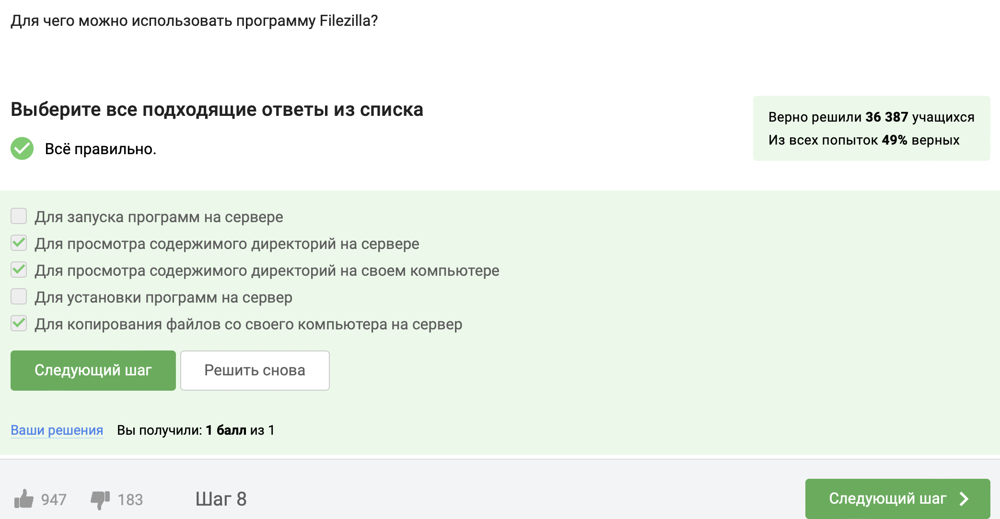 Для чего можно использовать программу Filezilla?
Выберите все подходящие ответы из списка
Всё правильно.
Верно решили 36 387 учащихся
Из всех попыток 49% верных
Для запуска программ на сервере
Для просмотра содержимого директорий на сервере
Для просмотра содержимого директорий на своем компьютере
Для установки программ на сервер
Для копирования файлов со своего компьютера на сервер
Следующий шаг
Решить снова
Ваши решения Вы получили: 1 балл из 1
947 183 Шаг 8 Следующий шаг